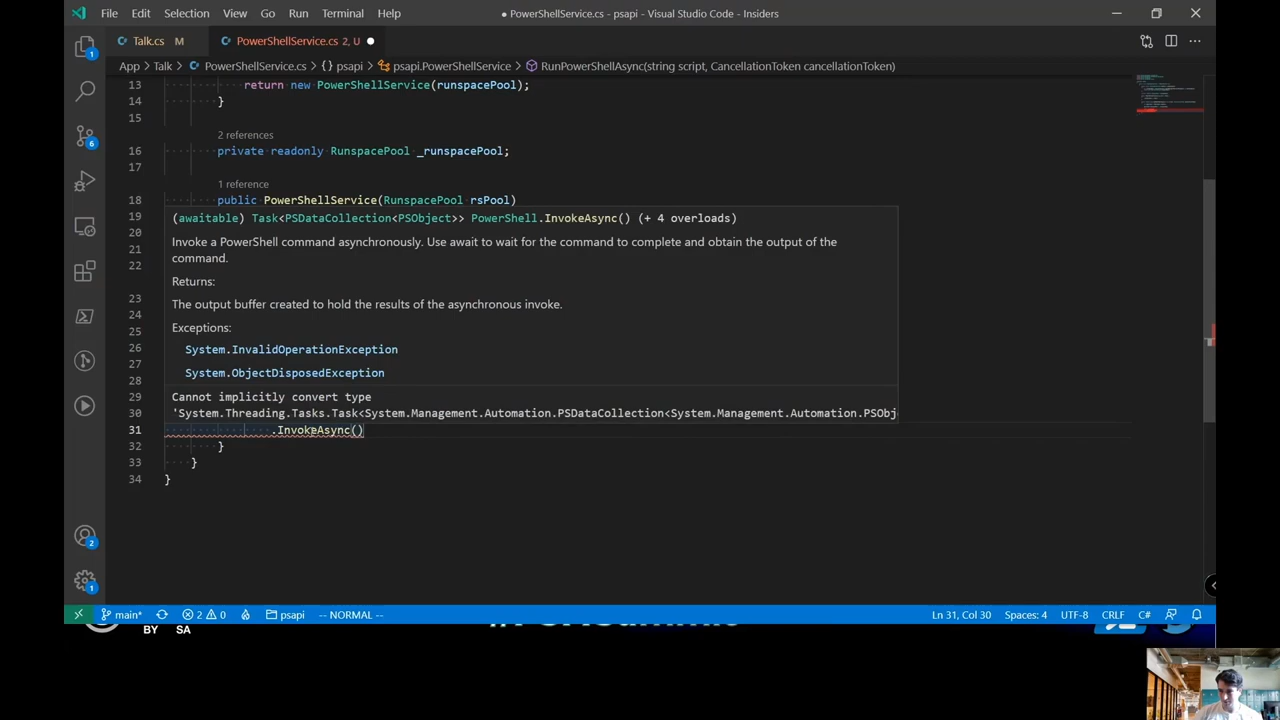 File Edit Selection View Go Run Terminal Help
● PowerShellService.cs - psapi - Visual Studio Code - Insiders
Talk.cs M
PowerShellService.cs 2, U ●
App > Talk > PowerShellService.cs > {} psapi > psapi.PowerShellService > RunPowerShellAsync(string script, CancellationToken cancellationToken)
13 return new PowerShellService(runspacePool);
14 }
15
2 references
16 private readonly RunspacePool _runspacePool;
17
1 reference
18 public PowerShellService(RunspacePool rsPool)
19
(awaitable) Task<PSDataCollection<PSObject>> PowerShell.InvokeAsync() (+ 4 overloads)
20
Invoke a PowerShell command asynchronously. Use await to wait for the command to complete and obtain the output of the
21
command.
22
Returns:
23
The output buffer created to hold the results of the asynchronous invoke.
24
25
Exceptions:
26
System.InvalidOperationException
27
System.ObjectDisposedException
28
29
Cannot implicitly convert type
30
'System.Threading.Tasks.Task<System.Management.Automation.PSDataCollection<System.Management.Automation.PSObj
31 .InvokeAsync()
32 }
33 }
34 }
1
6
2
1
main* 2 0 psapi -- NORMAL -- Ln 31, Col 30 Spaces: 4 UTF-8 CRLF C#
BY SA